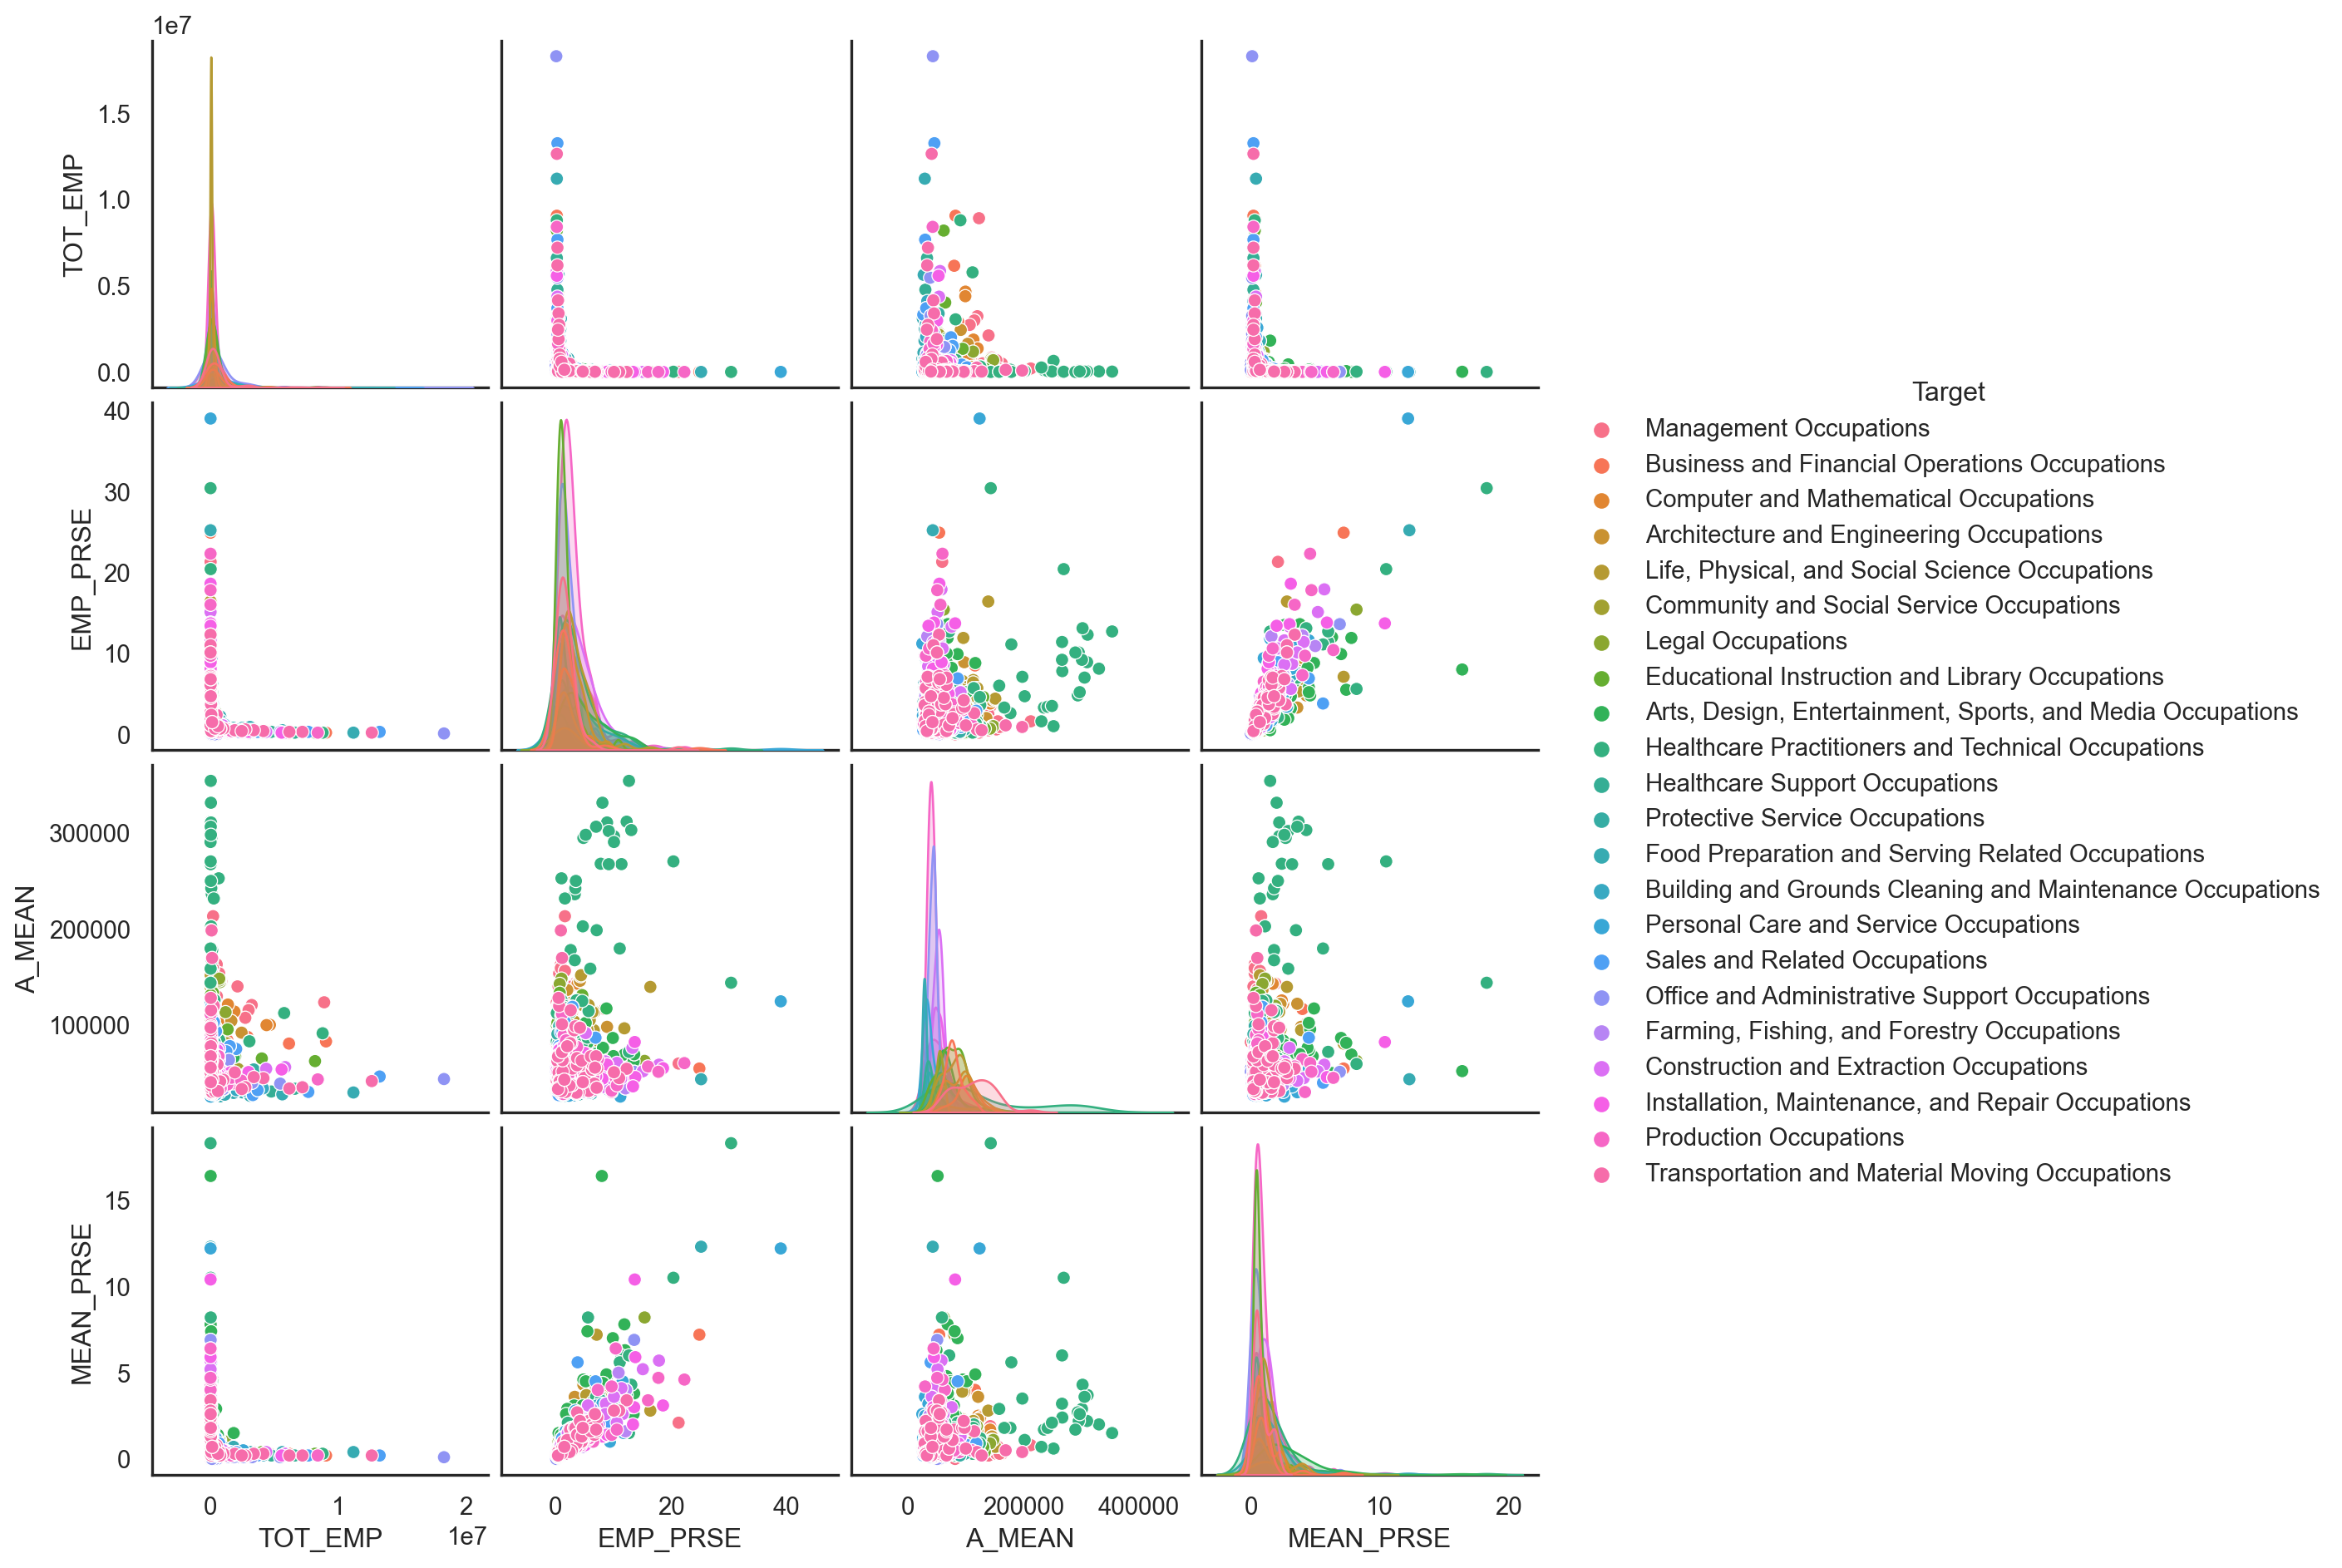 1e7
1.5
1.0
0.5
0.0
TOT_EMP
40
30
20
10
0
EMP_PRSE
300000
200000
100000
A_MEAN
15
10
5
0
MEAN_PRSE
0 1 2
1e7
TOT_EMP
0 20 40
EMP_PRSE
0 200000 400000
A_MEAN
0 10 20
MEAN_PRSE
Target
Management Occupations
Business and Financial Operations Occupations
Computer and Mathematical Occupations
Architecture and Engineering Occupations
Life, Physical, and Social Science Occupations
Community and Social Service Occupations
Legal Occupations
Educational Instruction and Library Occupations
Arts, Design, Entertainment, Sports, and Media Occupations
Healthcare Practitioners and Technical Occupations
Healthcare Support Occupations
Protective Service Occupations
Food Preparation and Serving Related Occupations
Building and Grounds Cleaning and Maintenance Occupations
Personal Care and Service Occupations
Sales and Related Occupations
Office and Administrative Support Occupations
Farming, Fishing, and Forestry Occupations
Construction and Extraction Occupations
Installation, Maintenance, and Repair Occupations
Production Occupations
Transportation and Material Moving Occupations